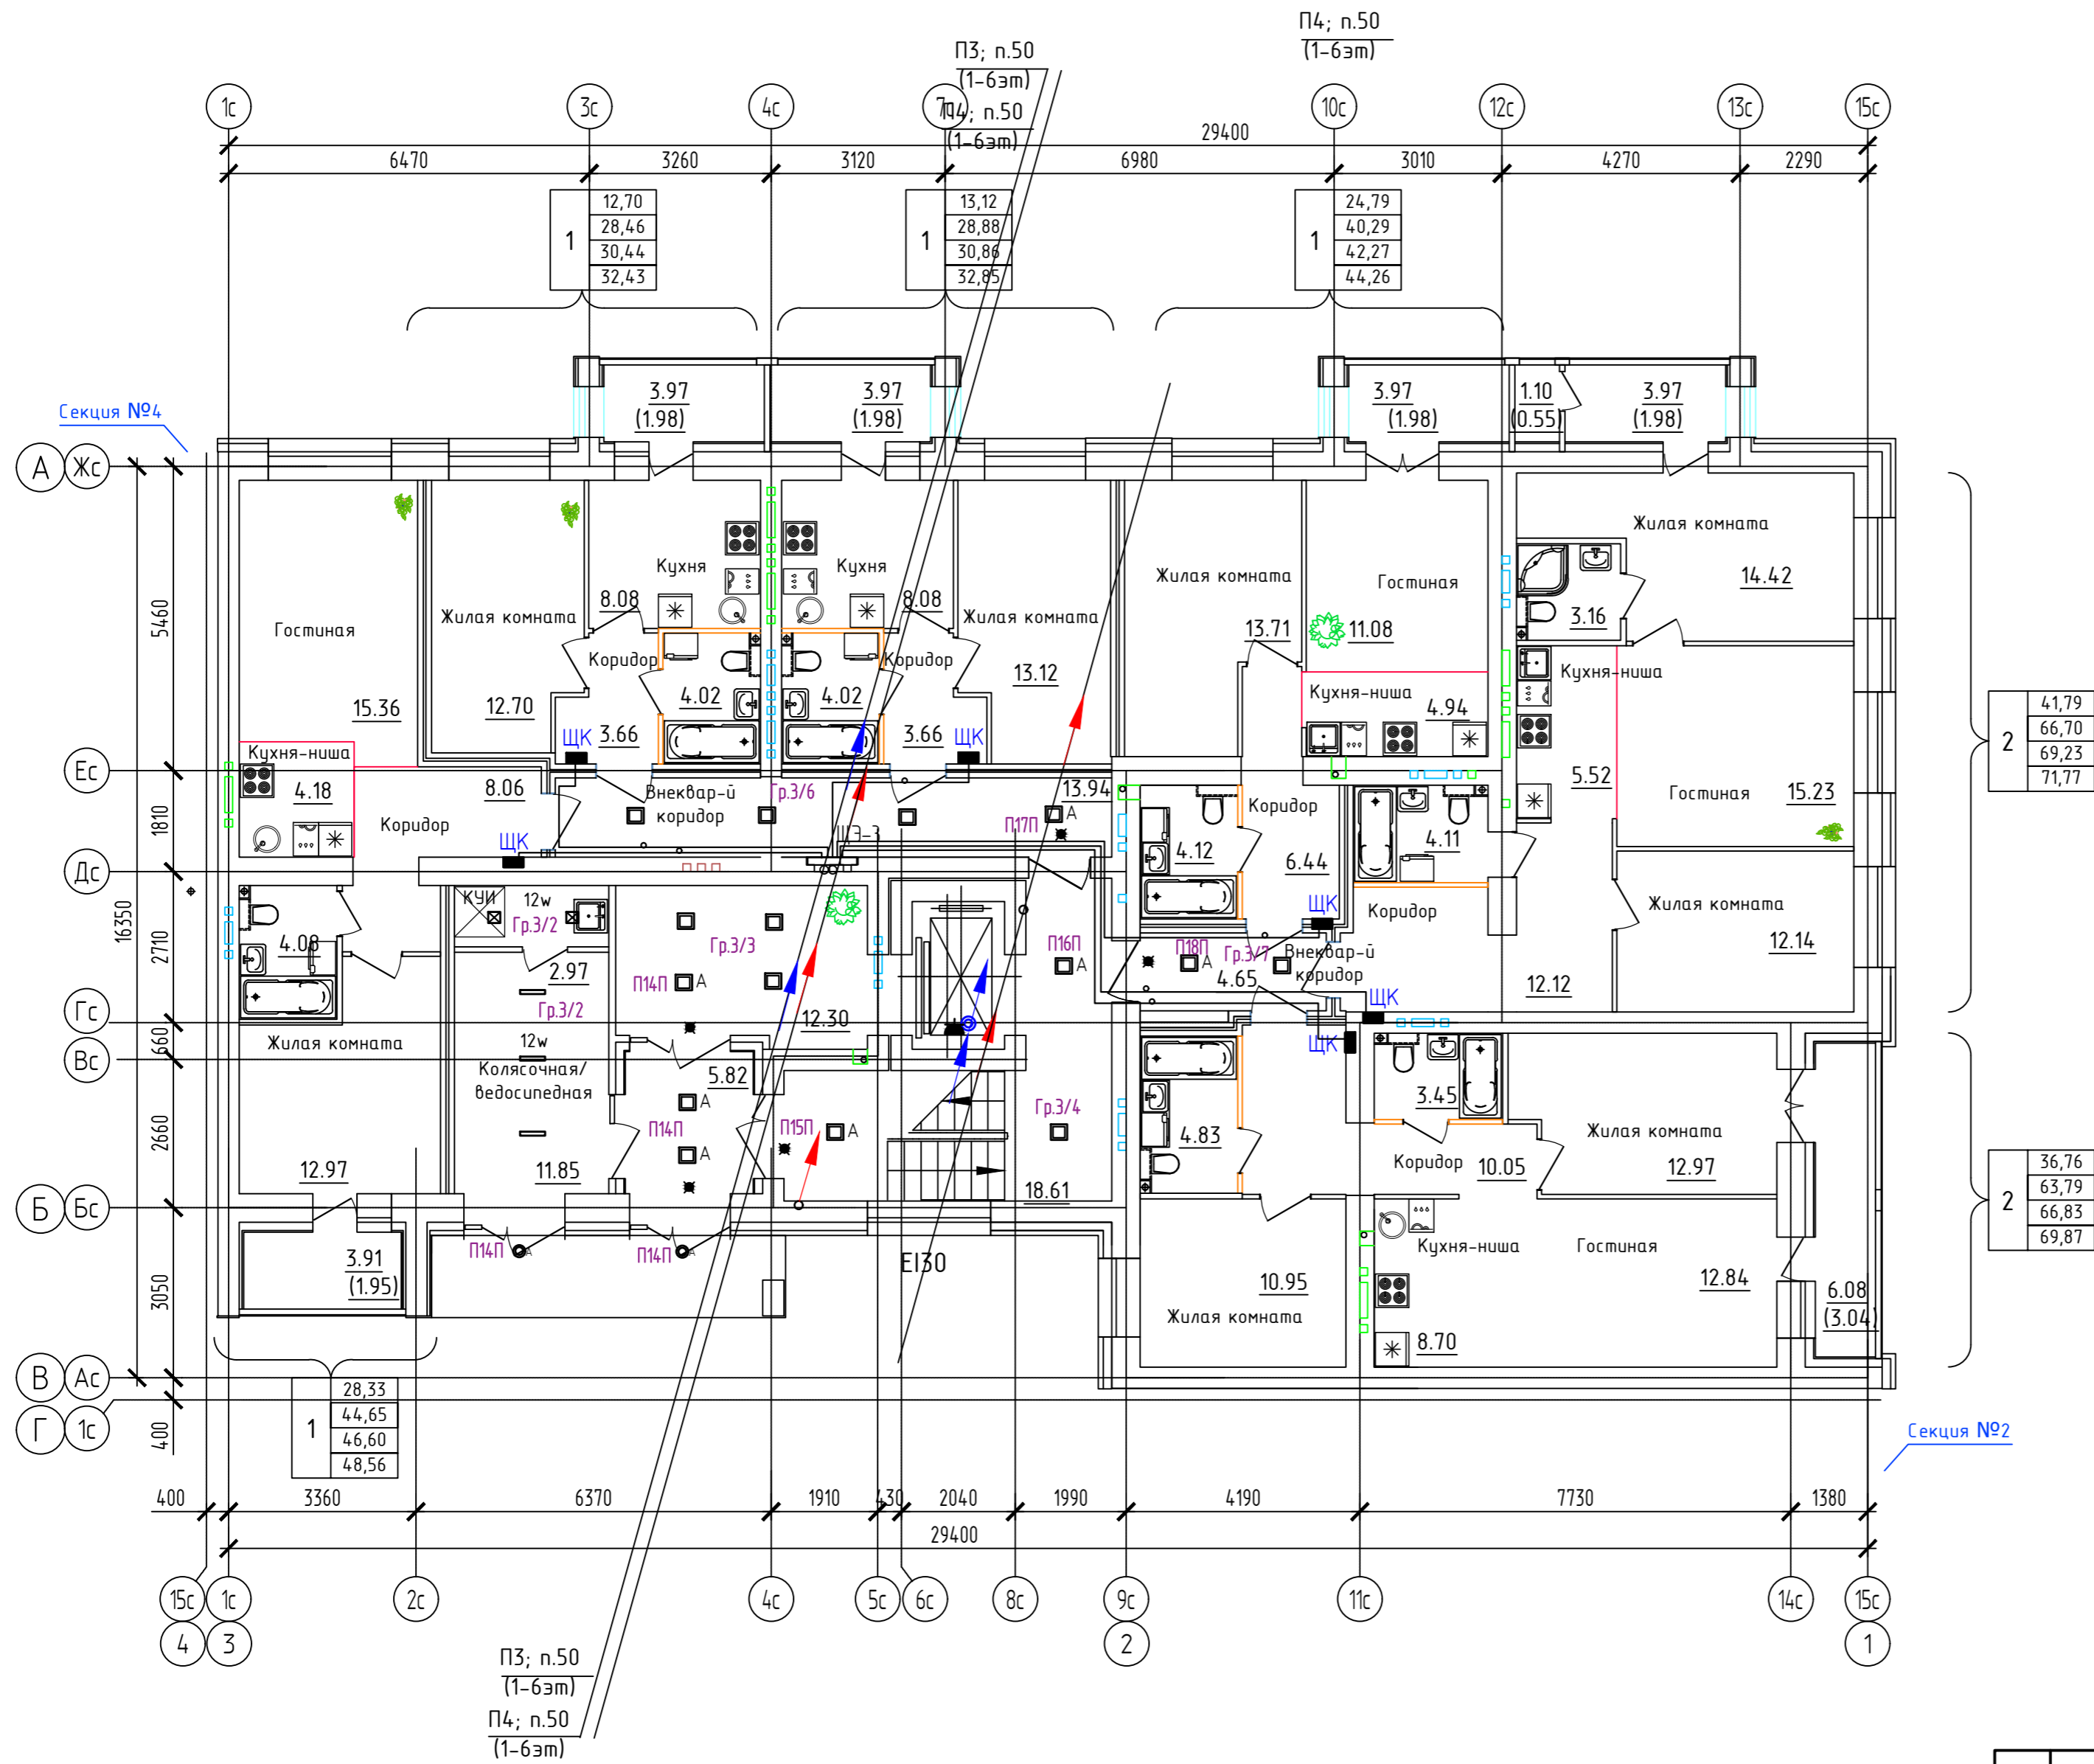 П4; п.50
(1-6эт)
П3; п.50
(1-6эт)
П4; п.50
(1-6эт)
1с
3с
4с
7с
10с
12с
13с
15с
29400
6470
3260
3120
6980
3010
4270
2290
1
12,70
28,46
30,44
32,43
1
13,12
28,88
30,86
32,85
1
24,79
40,29
42,27
44,26
3.97
(1.98)
3.97
(1.98)
3.97
(1.98)
1.10
(0.55)
3.97
(1.98)
Секция №4
А
Жс
Жилая комната
14.42
Кухня
Кухня
Жилая комната
Гостиная
5460
Гостиная
Жилая комната
8.08
8.08
Жилая комната
3.16
13.71
11.08
Коридор
Коридор
13.12
Кухня-ниша
Кухня-ниша
15.36
12.70
4.02
4.02
4.94
2
41,79
66,70
69,23
71,77
ЩК
3.66
3.66
ЩК
Кухня-ниша
Ес
4.18
8.06
Внеквар-й
коридор
Гр.3/6
13.94
5.52
Гостиная
15.23
1810
Коридор
ЩК
ЩЭ-3
П17П
А
Коридор
4.12
6.44
4.11
Дс
16350
КУИ
12w
Гр.3/2
Гр.3/3
ЩК
Коридор
Жилая комната
2710
4.08
2.97
П14П
А
П16П
А
П18П
А
Гр.3/7
Внеквар-й
коридор
12.14
4.65
12.12
Гр.3/2
12.30
ЩК
Гс
660
Жилая комната
12w
ЩК
Вс
Колясочная/
ведосипедная
5.82
3.45
А
П14П
П15П
А
Гр.3/4
Жилая комната
2660
А
4.83
12.97
11.85
Коридор
10.05
12.97
18.61
2
36,76
63,79
66,83
69,87
Б
Бс
3.91
(1.95)
П14П
А
П14П
А
EI30
Кухня-ниша
Гостиная
3050
10.95
12.84
6.08
(3.04)
Жилая комната
8.70
В
Ас
Г
1с
400
1
28,33
44,65
46,60
48,56
Секция №2
400
3360
6370
1910
430
2040
1990
4190
7730
1380
29400
15с
1с
2с
4с
5с
6с
8с
9с
11с
14с
15с
4
3
2
1
П3; п.50
(1-6эт)
П4; п.50
(1-6эт)